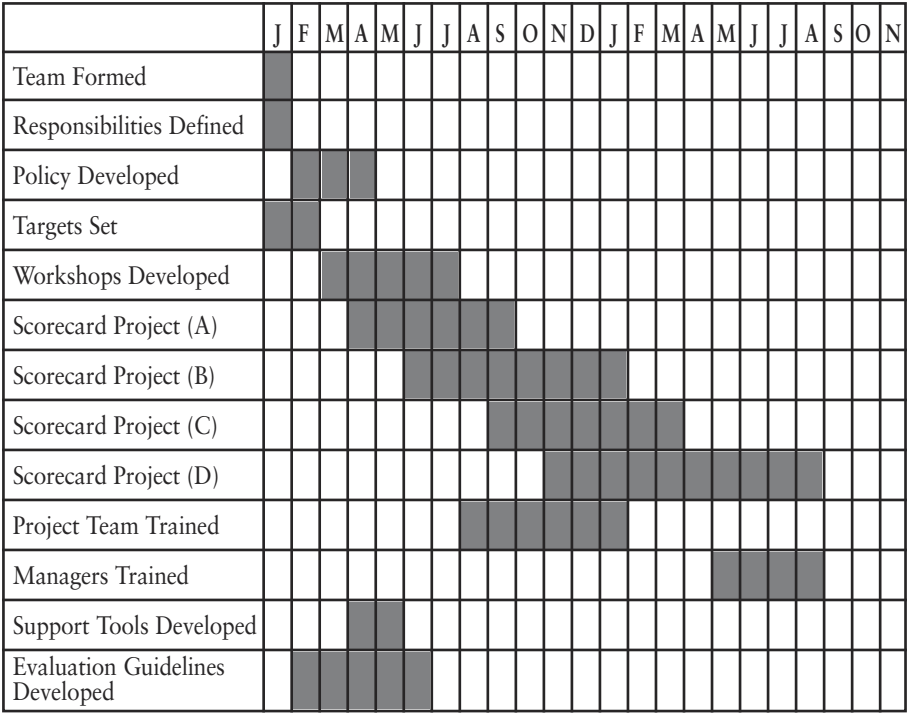 J F M A M J J A S O N D J F M A M J J A S O N
Team Formed
Responsibilities Defined
Policy Developed
Targets Set
Workshops Developed
Scorecard Project (A)
Scorecard Project (B)
Scorecard Project (C)
Scorecard Project (D)
Project Team Trained
Managers Trained
Support Tools Developed
Evaluation Guidelines
Developed